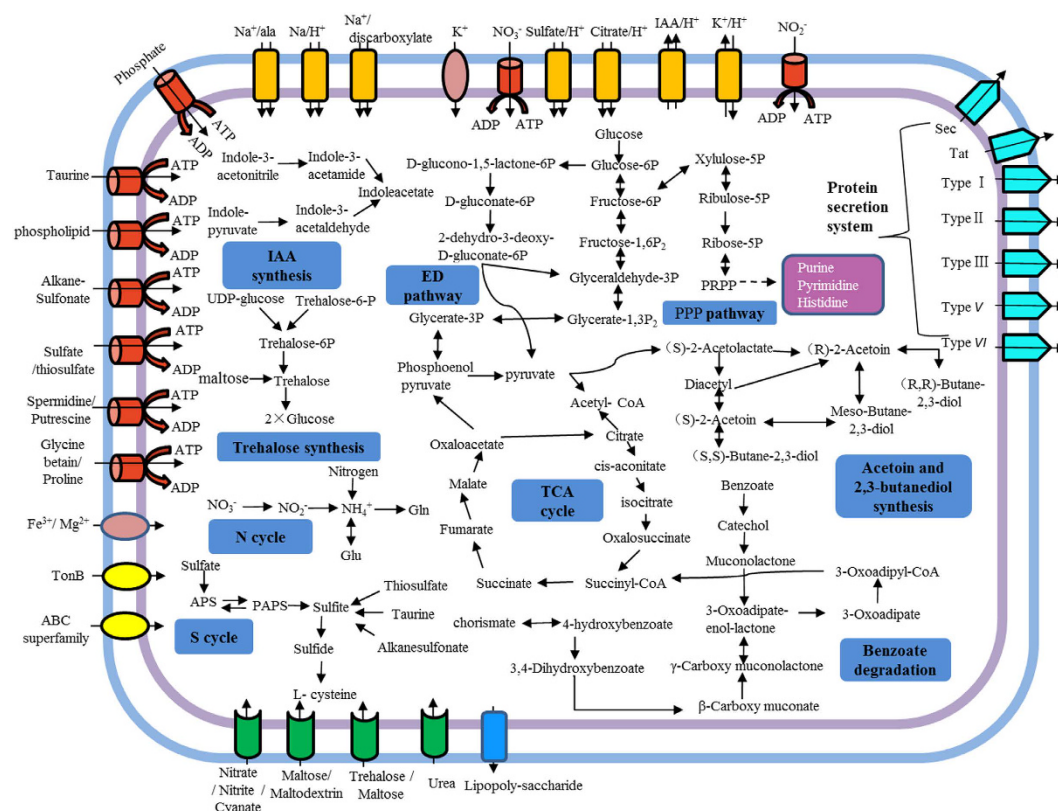 Phosphate
ADP
ATP
Na⁺/ala
Na/H⁺
Na⁺/
discarboxylate
K⁺
NO₃⁻
ADP
ATP
Sulfate/H⁺
Citrate/H⁺
IAA/H⁺
K⁺/H⁺
NO₂⁻
ADP
ATP
Taurine
ATP
ADP
phospholipid
ATP
ADP
Alkane-
Sulfonate
ATP
ADP
Sulfate
/thiosulfate
ATP
ADP
Spermidine/
Putrescine
ATP
ADP
Glycine
betain/
Proline
ATP
ADP
Fe³⁺/ Mg²⁺
TonB
ABC
superfamily
Indole-3-
acetonitrile
Indole-3-
acetamide
Indoleacetate
Indole-
pyruvate
Indole-3-
acetaldehyde
IAA
synthesis
UDP-glucose
Trehalose-6-P
Trehalose-6P
maltose
Trehalose
2×Glucose
Trehalose synthesis
Nitrogen
NO₃⁻
NO₂⁻
NH₄⁺
Gln
Glu
N cycle
Sulfate
APS
PAPS
Sulfite
Thiosulfate
Taurine
Alkanesulfonate
Sulfide
L- cysteine
S cycle
Glucose
D-glucono-1,5-lactone-6P
Glucose-6P
Xylulose-5P
D-gluconate-6P
Fructose-6P
Ribulose-5P
2-dehydro-3-deoxy-
D-gluconate-6P
Fructose-1,6P₂
Ribose-5P
ED
pathway
Glyceraldehyde-3P
PRPP
Purine
Pyrimidine
Histidine
Glycerate-3P
Glycerate-1,3P₂
PPP pathway
Phosphoenol
pyruvate
pyruvate
Acetyl- CoA
Oxaloacetate
Citrate
cis-aconitate
Malate
isocitrate
TCA
cycle
Fumarate
Oxalosuccinate
Succinate
Succinyl-CoA
(S)-2-Acetolactate
(R)-2-Acetoin
Diacetyl
(R,R)-Butane-
2,3-diol
(S)-2-Acetoin
Meso-Butane-
2,3-diol
(S,S)-Butane-2,3-diol
Acetoin and
2,3-butanediol
synthesis
Benzoate
Catechol
Muconolactone
3-Oxoadipyl-CoA
3-Oxoadipate-
enol-lactone
3-Oxoadipate
chorismate
4-hydroxybenzoate
3,4-Dihydroxybenzoate
γ-Carboxy muconolactone
β-Carboxy muconate
Benzoate
degradation
Protein
secretion
system
Sec
Tat
Type I
Type II
Type III
Type V
Type VI
Nitrate
/ Nitrite /
Cyanate
Maltose/
Maltodextrin
Trehalose /
Maltose
Urea
Lipopoly-saccharide